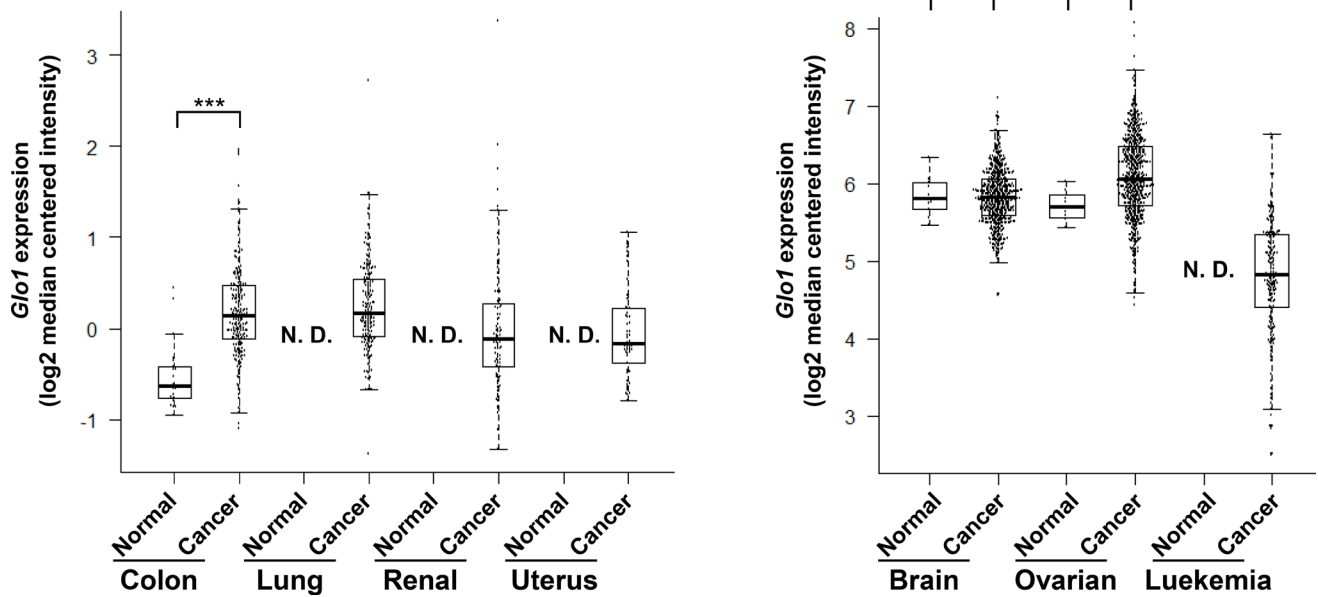 Glo1 expression
(log2 median centered intensity)
3
2
1
0
-1
***
N. D.
N. D.
N. D.
Normal
Cancer
Normal
Cancer
Normal
Cancer
Normal
Cancer
Colon
Lung
Renal
Uterus
Glo1 expression
(log2 median centered intensity)
8
7
6
5
4
3
N. D.
Normal
Cancer
Normal
Cancer
Normal
Cancer
Brain
Ovarian
Luekemia